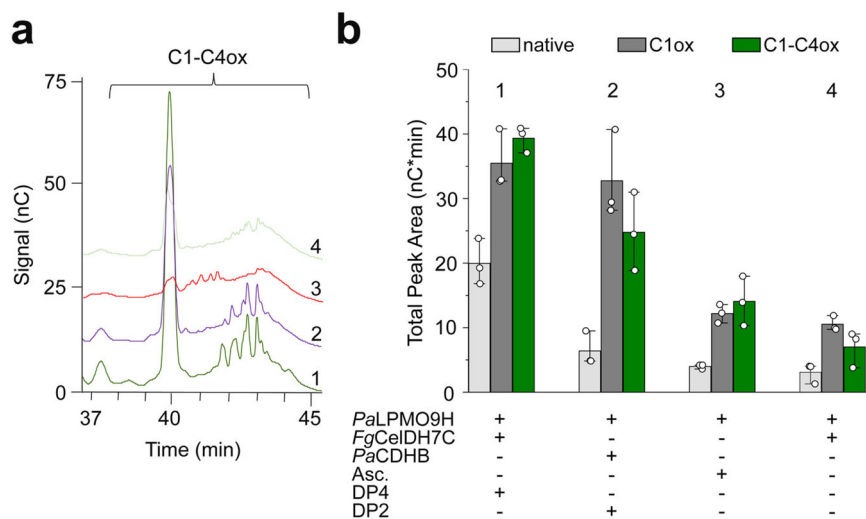 a
C1-C4ox
75
50
25
0
Signal (nC)
4
3
2
1
37
40
45
Time (min)
b
native
C1ox
C1-C4ox
50
40
30
20
10
0
Total Peak Area (nC*min)
1
2
3
4
PaLPMO9H + + + +
FgCelDH7C + - - +
PaCDHB - + - -
Asc. - - + -
DP4 + - - -
DP2 - + - -